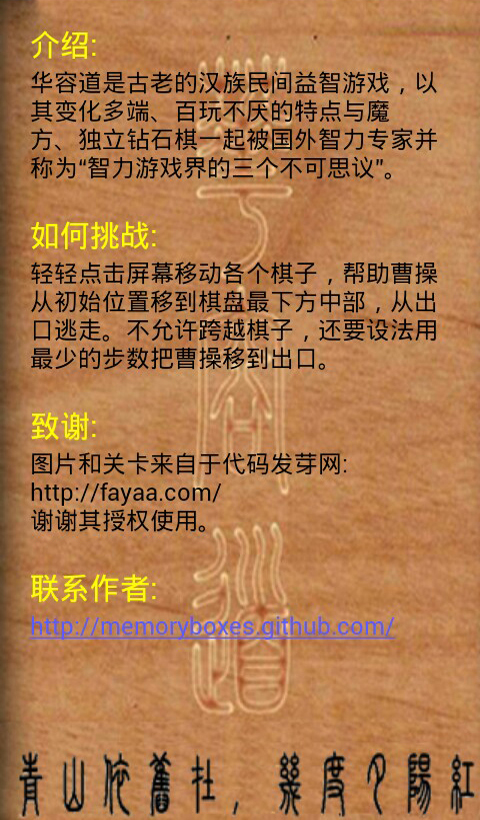 介绍:
华容道是古老的汉族民间益智游戏，以
其变化多端、百玩不厌的特点与魔
方、独立钻石棋一起被国外智力专家并
称为“智力游戏界的三个不可思议”。
如何挑战:
轻轻点击屏幕移动各个棋子，帮助曹操
从初始位置移到棋盘最下方中部，从出
口逃走。不允许跨越棋子，还要设法用
最少的步数把曹操移到出口。
致谢:
图片和关卡来自于代码发芽网:
http://fayaa.com/
谢谢其授权使用。
联系作者:
http://memoryboxes.github.com/
青山依舊在，幾度夕陽紅